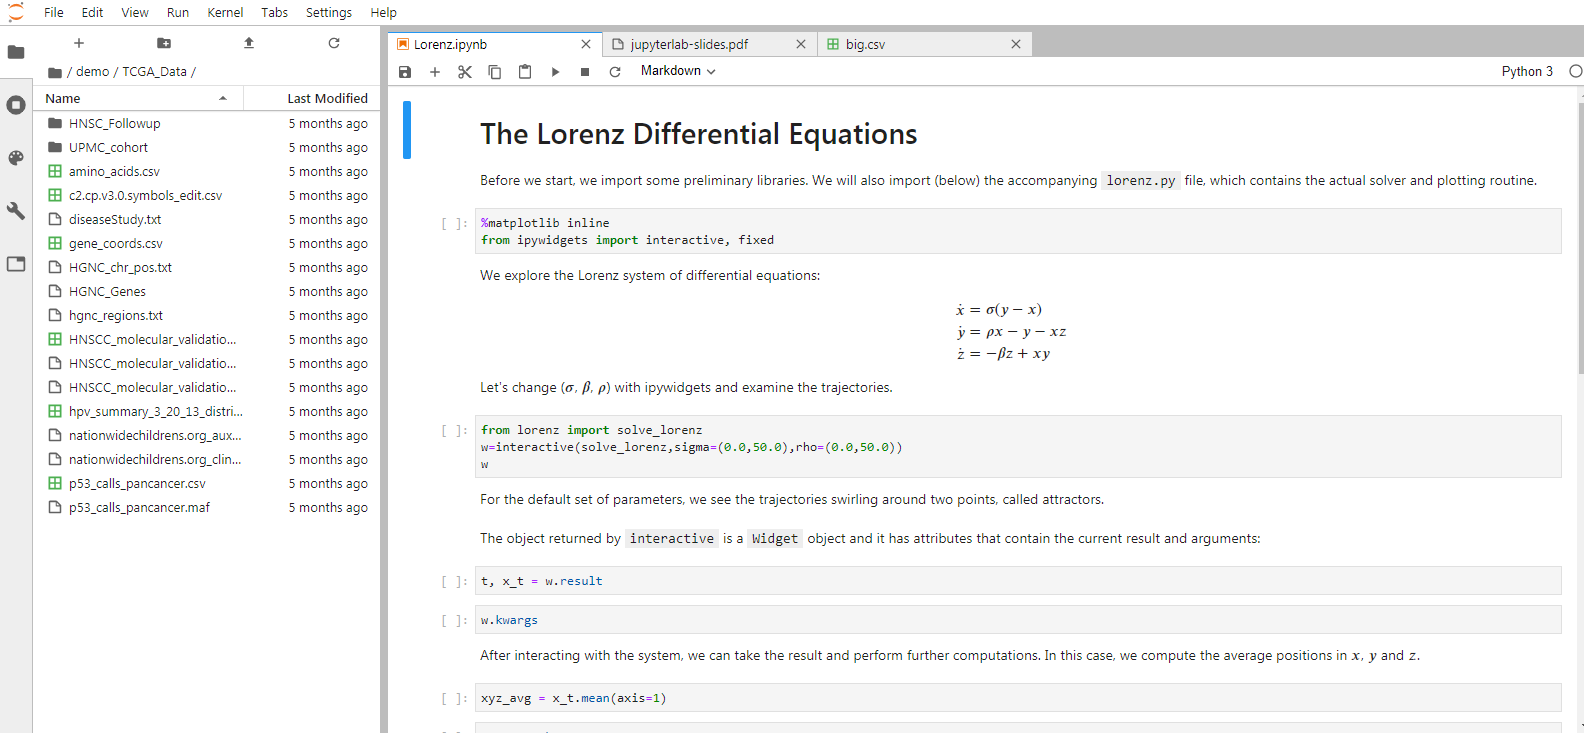 File Edit View Run Kernel Tabs Settings Help
/ demo / TCGA_Data /
Name Last Modified
HNSC_Followup 5 months ago
UPMC_cohort 5 months ago
amino_acids.csv 5 months ago
c2.cp.v3.0.symbols_edit.csv 5 months ago
diseaseStudy.txt 5 months ago
gene_coords.csv 5 months ago
HGNC_chr_pos.txt 5 months ago
HGNC_Genes 5 months ago
hgnc_regions.txt 5 months ago
HNSCC_molecular_validatio... 5 months ago
HNSCC_molecular_validatio... 5 months ago
HNSCC_molecular_validatio... 5 months ago
hpv_summary_3_20_13_distri... 5 months ago
nationwidechildrens.org_aux... 5 months ago
nationwidechildrens.org_clin... 5 months ago
p53_calls_pancancer.csv 5 months ago
p53_calls_pancancer.maf 5 months ago
Lorenz.ipynb jupyterlab-slides.pdf big.csv
Markdown Python 3
The Lorenz Differential Equations
Before we start, we import some preliminary libraries. We will also import (below) the accompanying lorenz.py file, which contains the actual solver and plotting routine.
[ ]: %matplotlib inline
from ipywidgets import interactive, fixed
We explore the Lorenz system of differential equations:
ẋ = σ(y − x)
ẏ = ρx − y − xz
ż = −βz + xy
Let's change (σ, β, ρ) with ipywidgets and examine the trajectories.
[ ]: from lorenz import solve_lorenz
w=interactive(solve_lorenz,sigma=(0.0,50.0),rho=(0.0,50.0))
w
For the default set of parameters, we see the trajectories swirling around two points, called attractors.
The object returned by interactive is a Widget object and it has attributes that contain the current result and arguments:
[ ]: t, x_t = w.result
[ ]: w.kwargs
After interacting with the system, we can take the result and perform further computations. In this case, we compute the average positions in x, y and z.
[ ]: xyz_avg = x_t.mean(axis=1)